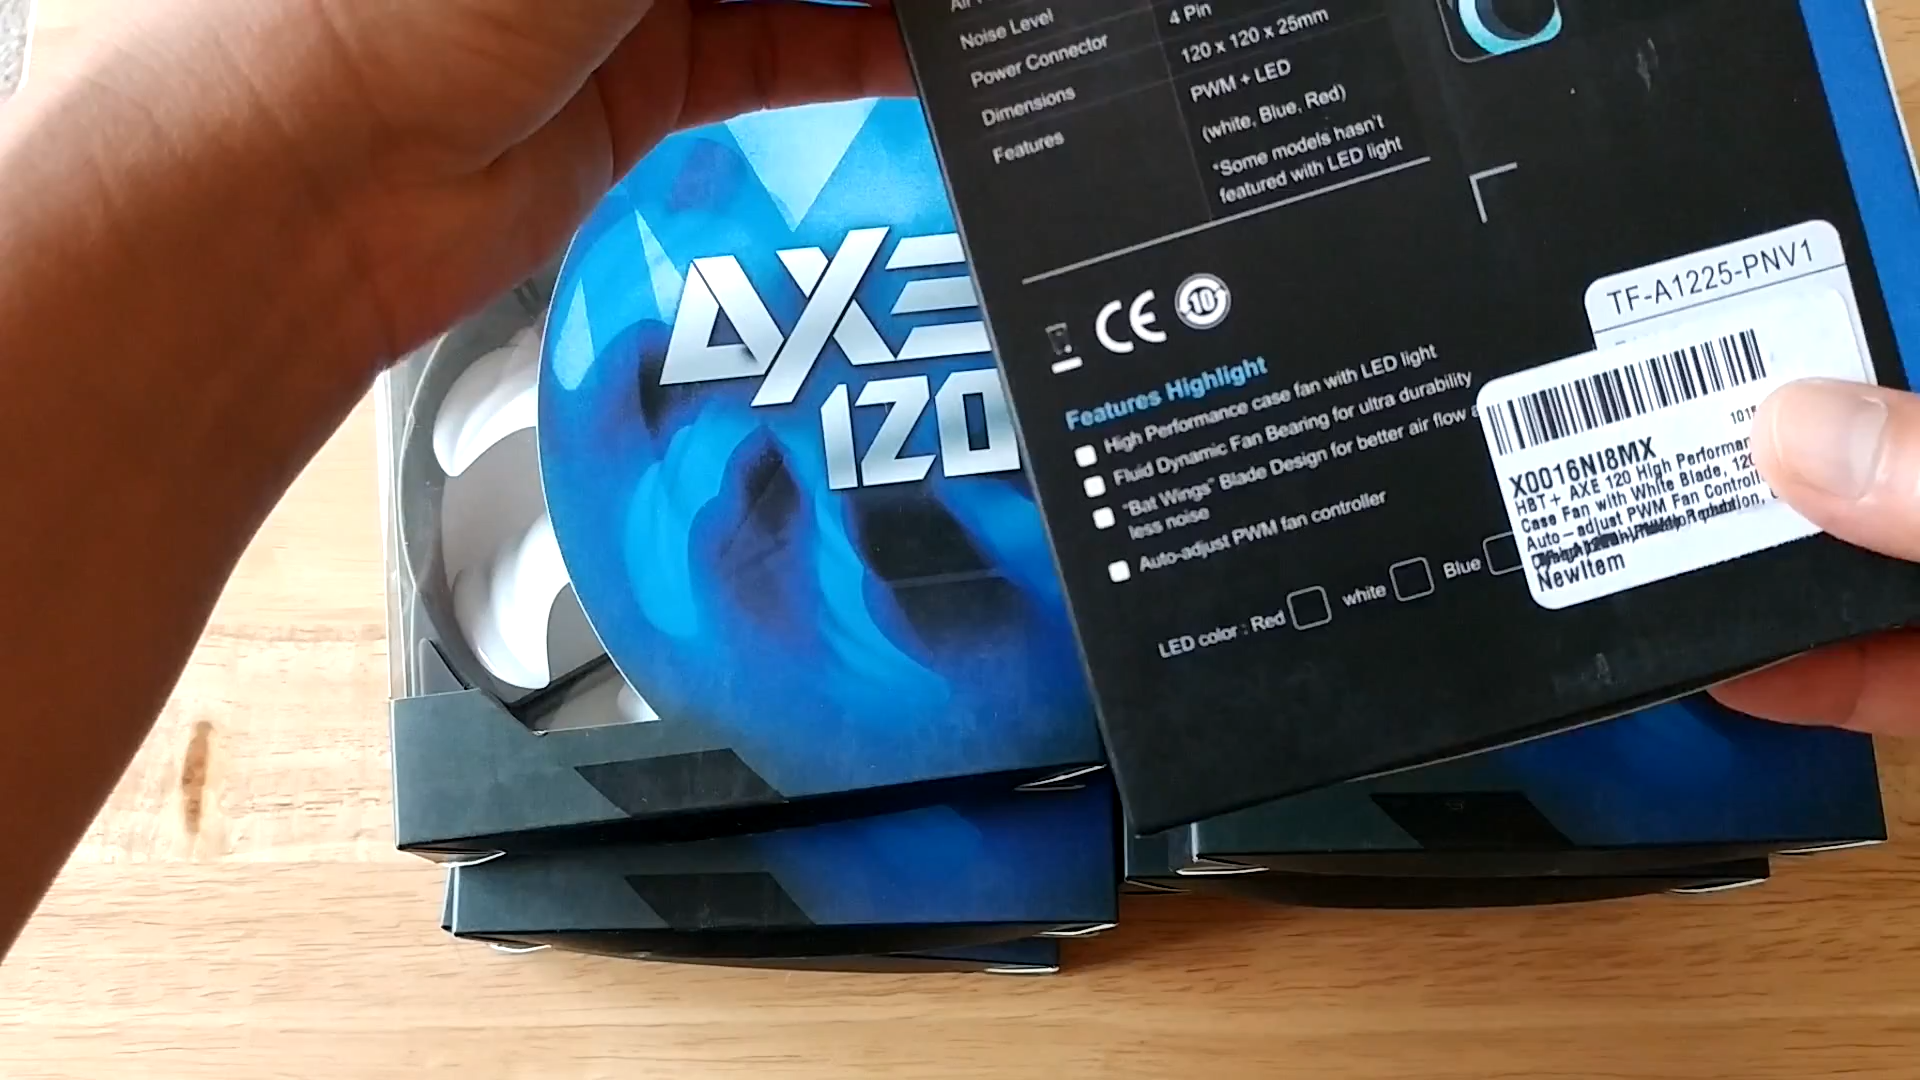 AXE
120
Noise Level
Power Connector
4 Pin
Dimensions
120 x 120 x 25mm
Features
PWM + LED
(white, Blue, Red)
*Some models hasn't
featured with LED light
CE
10
Features Highlight
High Performance case fan with LED light
Fluid Dynamic Fan Bearing for ultra durability
"Bat Wings" Blade Design for better air flow
less noise
Auto-adjust PWM fan controller
LED color : Red white Blue
TF-A1225-PNV1
X0016NI8MX
HBT+ AXE 120 High
Case Fan with White Blade,
Auto-adjust PWM Fan
NewItem